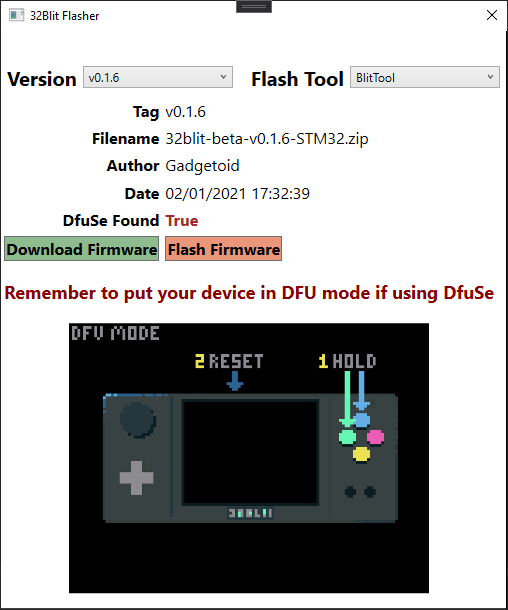 32Blit Flasher
Version v0.1.6 Flash Tool BlitTool
Tag v0.1.6
Filename 32blit-beta-v0.1.6-STM32.zip
Author Gadgetoid
Date 02/01/2021 17:32:39
DfuSe Found True
Download Firmware Flash Firmware
Remember to put your device in DFU mode if using DfuSe
DFU MODE
2 RESET 1 HOLD